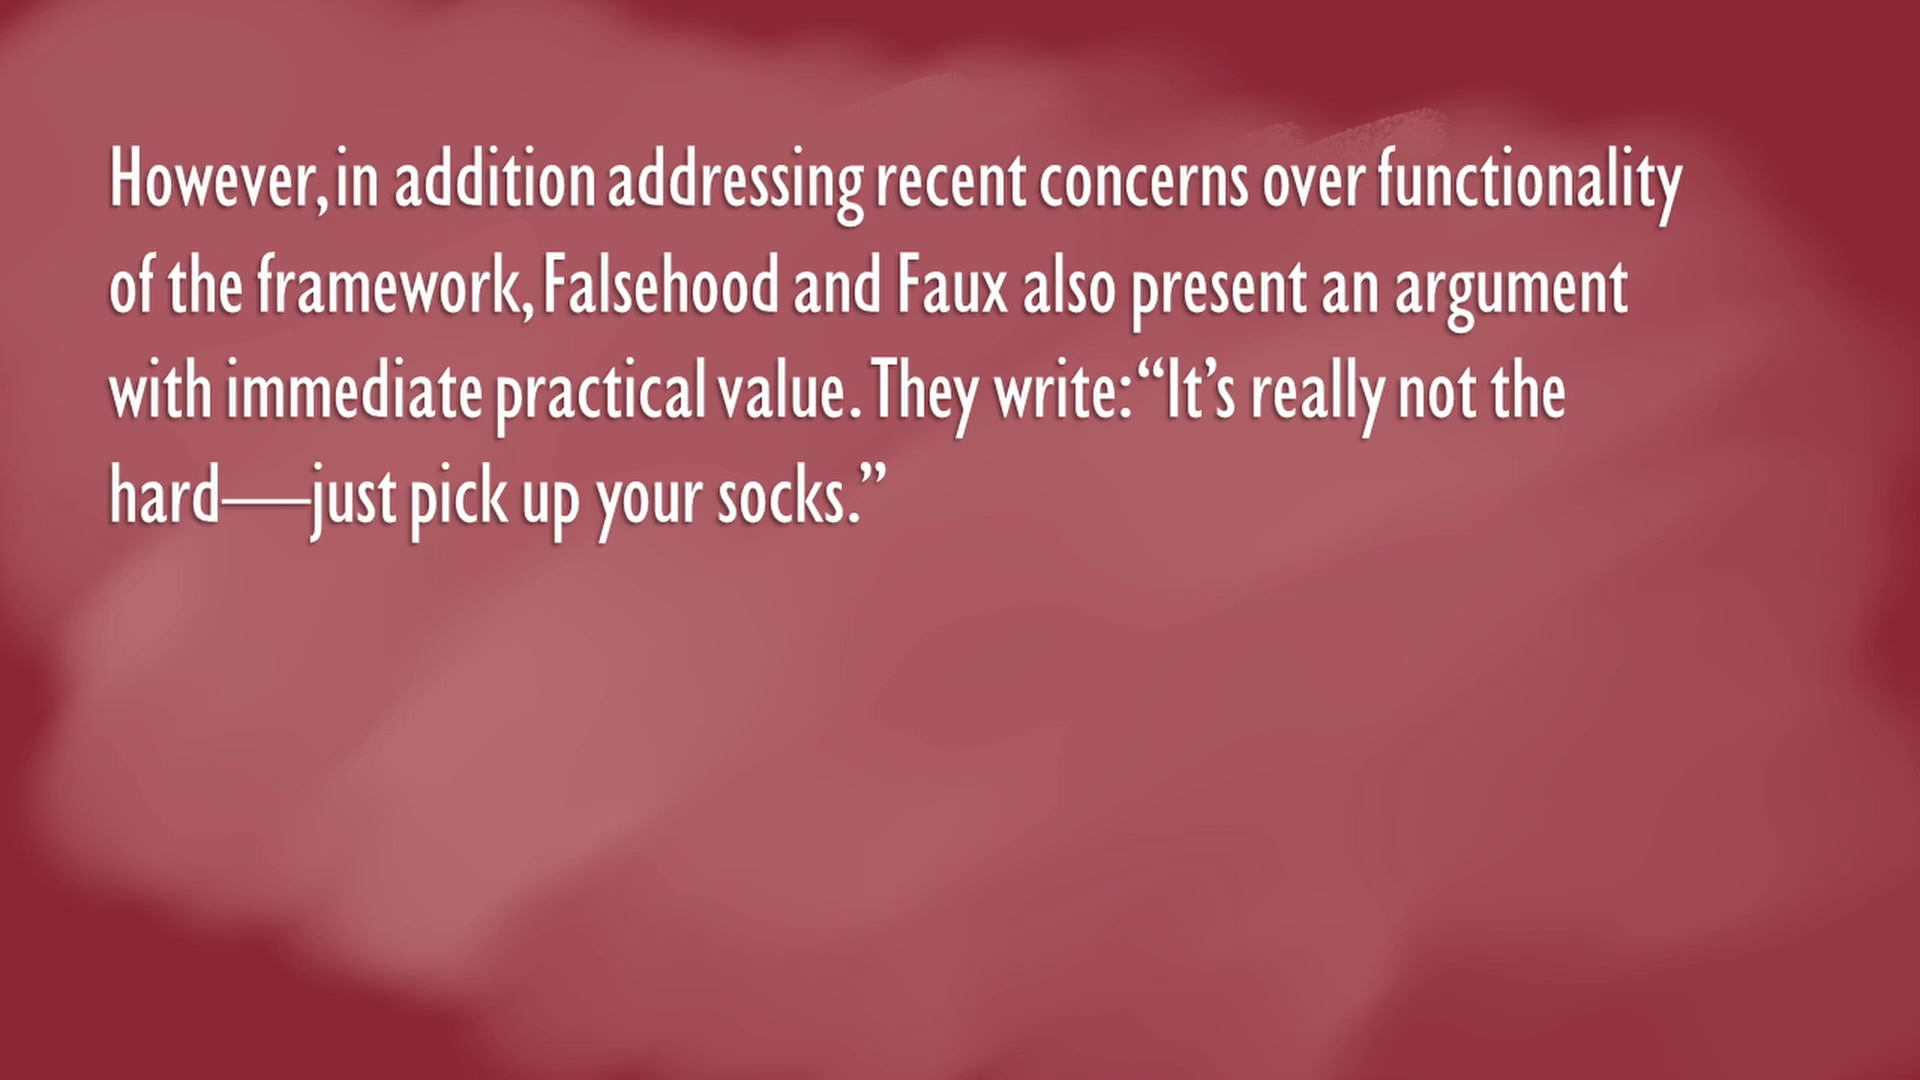 However, in addition addressing recent concerns over functionality
of the framework, Falsehood and Faux also present an argument
with immediate practical value. They write: “It’s really not the
hard—just pick up your socks.”